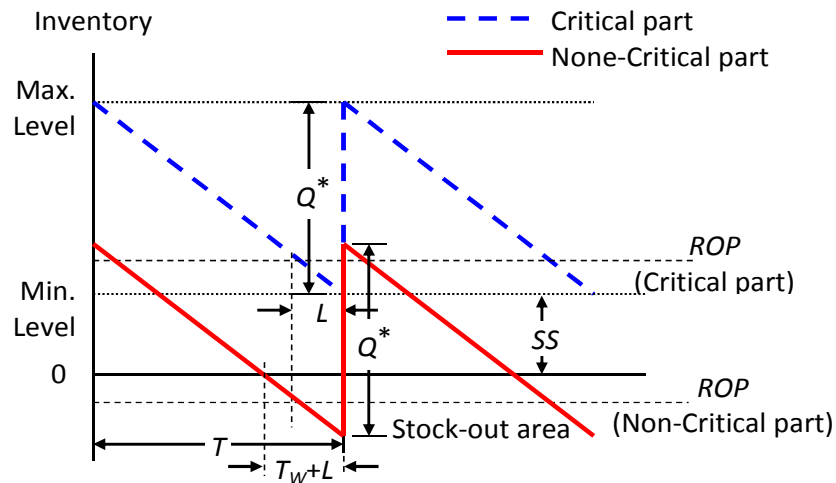 Inventory
Critical part
None-Critical part
Max.
Level
Q*
ROP
(Critical part)
Min.
Level
L
Q*
SS
0
ROP
(Non-Critical part)
Stock-out area
T
TW+L